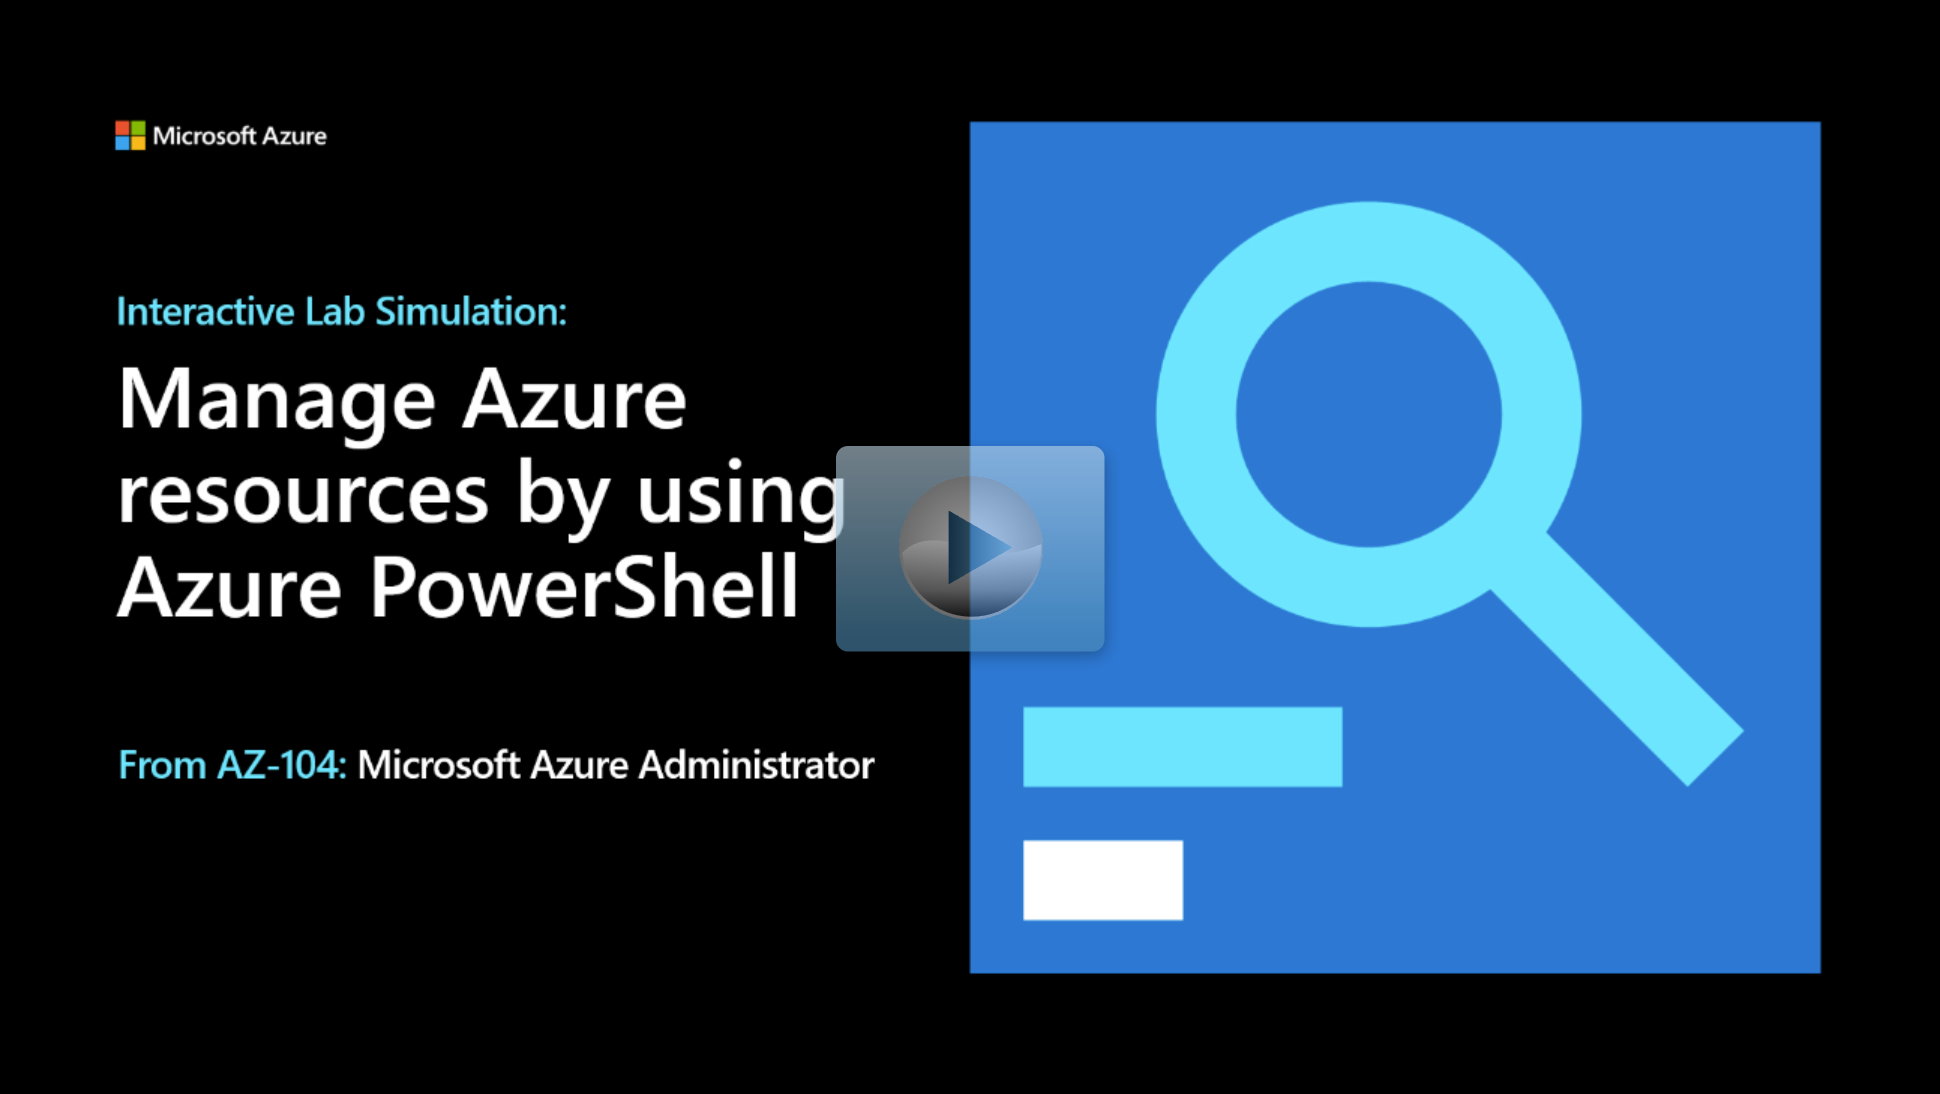 Microsoft Azure
Interactive Lab Simulation:
Manage Azure
resources by using
Azure PowerShell
From AZ-104: Microsoft Azure Administrator